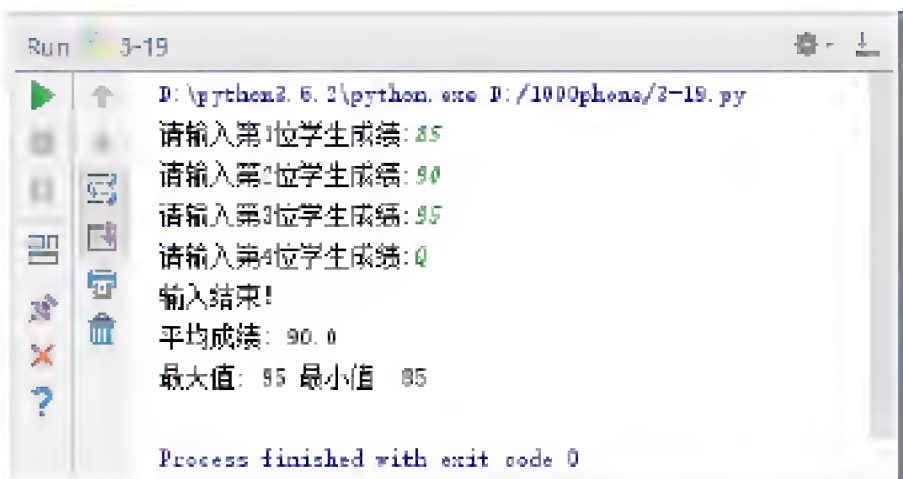 Run 3-19
D:\python3.6.2\python.exe D:/1000phone/3-19.py
请输入第1位学生成绩:85
请输入第2位学生成绩:90
请输入第3位学生成绩:95
请输入第4位学生成绩:Q
输入结束!
平均成绩: 90.0
最大值: 95 最小值 85
Process finished with exit code 0